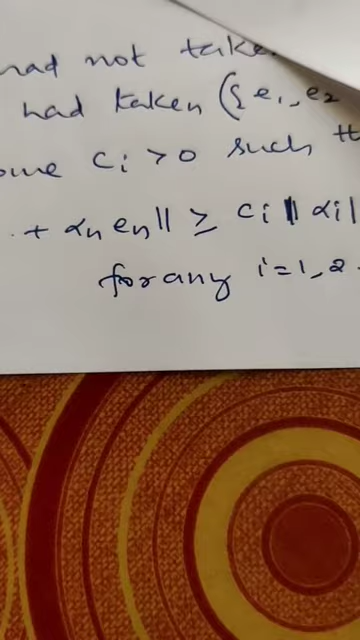 had not take
had taken ({e1, e2
ome ci > 0 such th
. + αn en|| ≥ ci |αi|
for any i = 1, 2 .